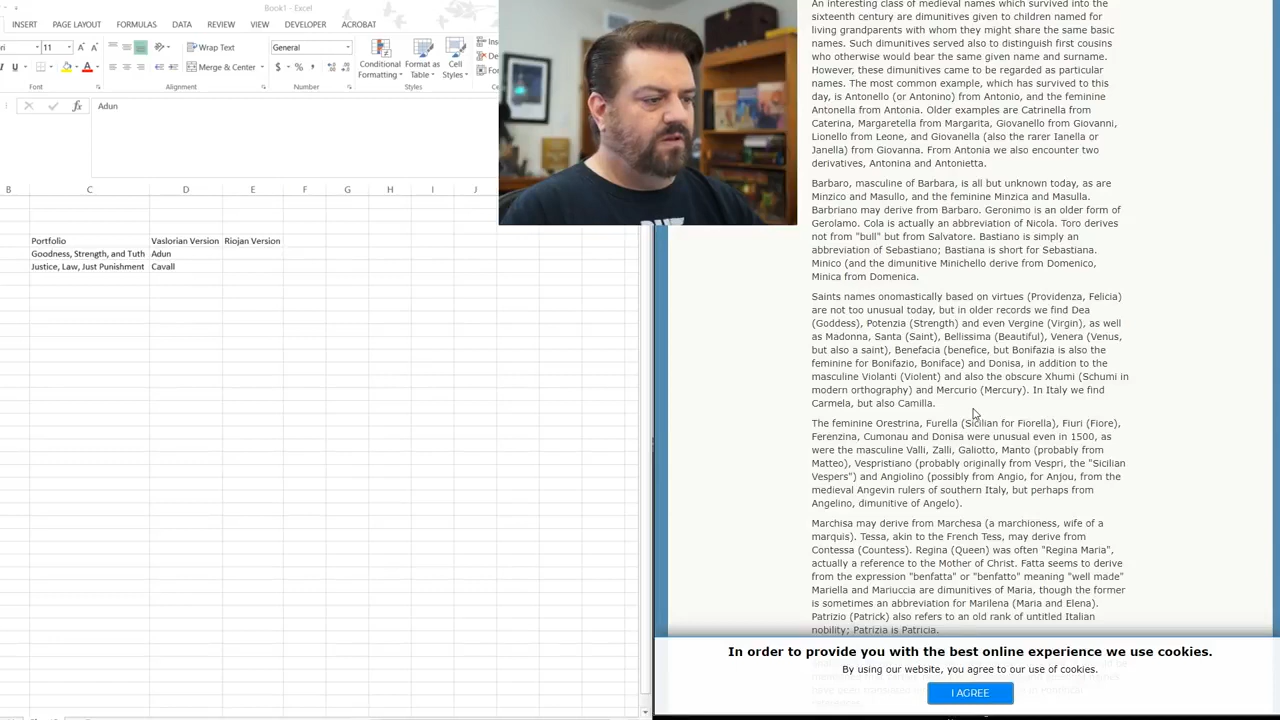 Book1 - Excel
INSERT PAGE LAYOUT FORMULAS DATA REVIEW VIEW DEVELOPER ACROBAT
11 Wrap Text General
Merge & Center $ % Conditional Formatting Format as Table Cell Styles
Font Alignment Number
fx Adun
B C D E F G H I J
Portfolio Vaslorian Version Riojan Version
Goodness, Strength, and Tuth Adun
Justice, Law, Just Punishment Cavall
An interesting class of medieval names which survived into the
sixteenth century are dimunitives given to children named for
living grandparents with whom they might share the same basic
names. Such dimunitives served also to distinguish first cousins
who otherwise would bear the same given name and surname.
However, these dimunitives came to be regarded as particular
names. The most common example, which has survived to this
day, is Antonello (or Antonino) from Antonio, and the feminine
Antonella from Antonia. Older examples are Catrinella from
Caterina, Margaretella from Margarita, Giovanello from Giovanni,
Lionello from Leone, and Giovanella (also the rarer Ianella or
Janella) from Giovanna. From Antonia we also encounter two
derivatives, Antonina and Antonietta.
Barbaro, masculine of Barbara, is all but unknown today, as are
Minzico and Masullo, and the feminine Minzica and Masulla.
Barbriano may derive from Barbaro. Geronimo is an older form of
Gerolamo. Cola is actually an abbreviation of Nicola. Toro derives
not from "bull" but from Salvatore. Bastiano is simply an
abbreviation of Sebastiano; Bastiana is short for Sebastiana.
Minico (and the dimunitive Minichello derive from Domenico,
Minica from Domenica.
Saints names onomastically based on virtues (Providenza, Felicia)
are not too unusual today, but in older records we find Dea
(Goddess), Potenzia (Strength) and even Vergine (Virgin), as well
as Madonna, Santa (Saint), Bellissima (Beautiful), Venera (Venus,
but also a saint), Benefacia (benefice, but Bonifazia is also the
feminine for Bonifazio, Boniface) and Donisa, in addition to the
masculine Violanti (Violent) and also the obscure Xhumi (Schumi in
modern orthography) and Mercurio (Mercury). In Italy we find
Carmela, but also Camilla.
The feminine Orestrina, Furella (Sicilian for Fiorella), Fiuri (Fiore),
Ferenzina, Cumonau and Donisa were unusual even in 1500, as
were the masculine Valli, Zalli, Galiotto, Manto (probably from
Matteo), Vespristiano (probably originally from Vespri, the "Sicilian
Vespers") and Angiolino (possibly from Angio, for Anjou, from the
medieval Angevin rulers of southern Italy, but perhaps from
Angelino, dimunitive of Angelo).
Marchisa may derive from Marchesa (a marchioness, wife of a
marquis). Tessa, akin to the French Tess, may derive from
Contessa (Countess). Regina (Queen) was often "Regina Maria",
actually a reference to the Mother of Christ. Fatta seems to derive
from the expression "benfatta" or "benfatto" meaning "well made"
Mariella and Mariuccia are dimunitives of Maria, though the former
is sometimes an abbreviation for Marilena (Maria and Elena).
Patrizio (Patrick) also refers to an old rank of untitled Italian
nobility; Patrizia is Patricia.
In order to provide you with the best online experience we use cookies.
By using our website, you agree to our use of cookies.
I AGREE